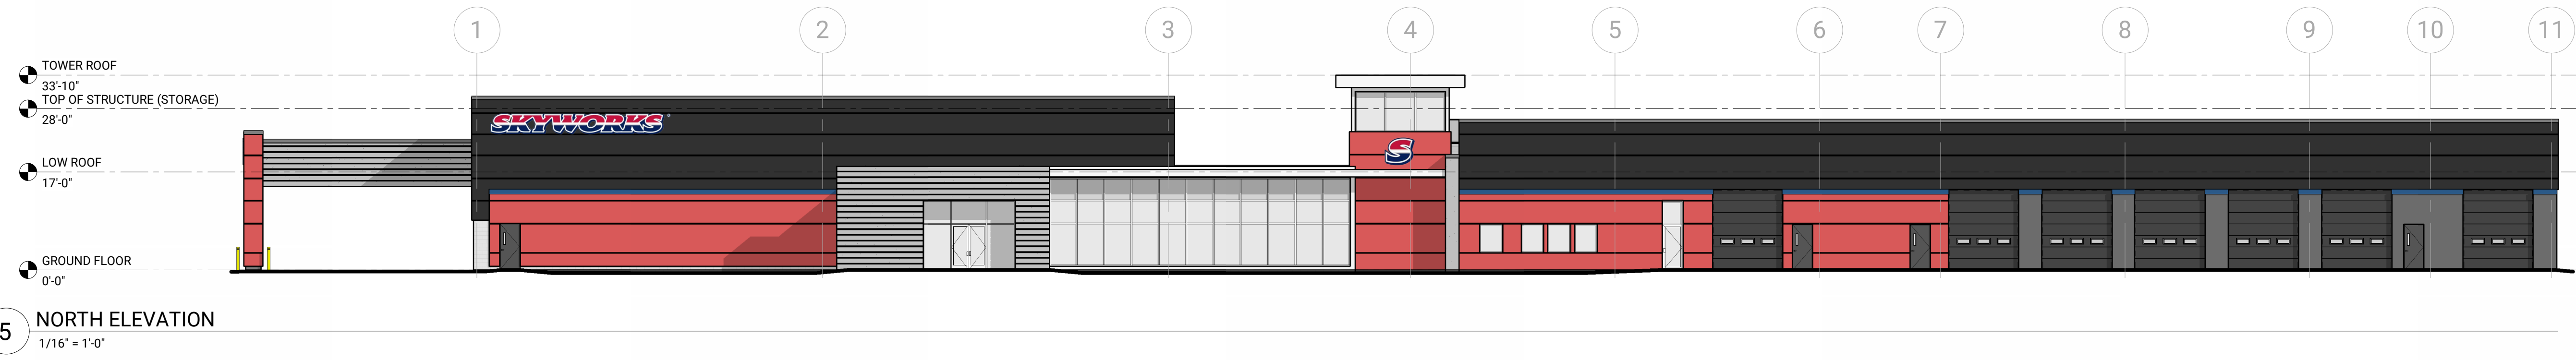 1 2 3 4 5 6 7 8 9 10 11
TOWER ROOF
33'-10"
TOP OF STRUCTURE (STORAGE)
28'-0"
SKYWORKS
S
LOW ROOF
17'-0"
GROUND FLOOR
0'-0"
5 NORTH ELEVATION
1/16" = 1'-0"